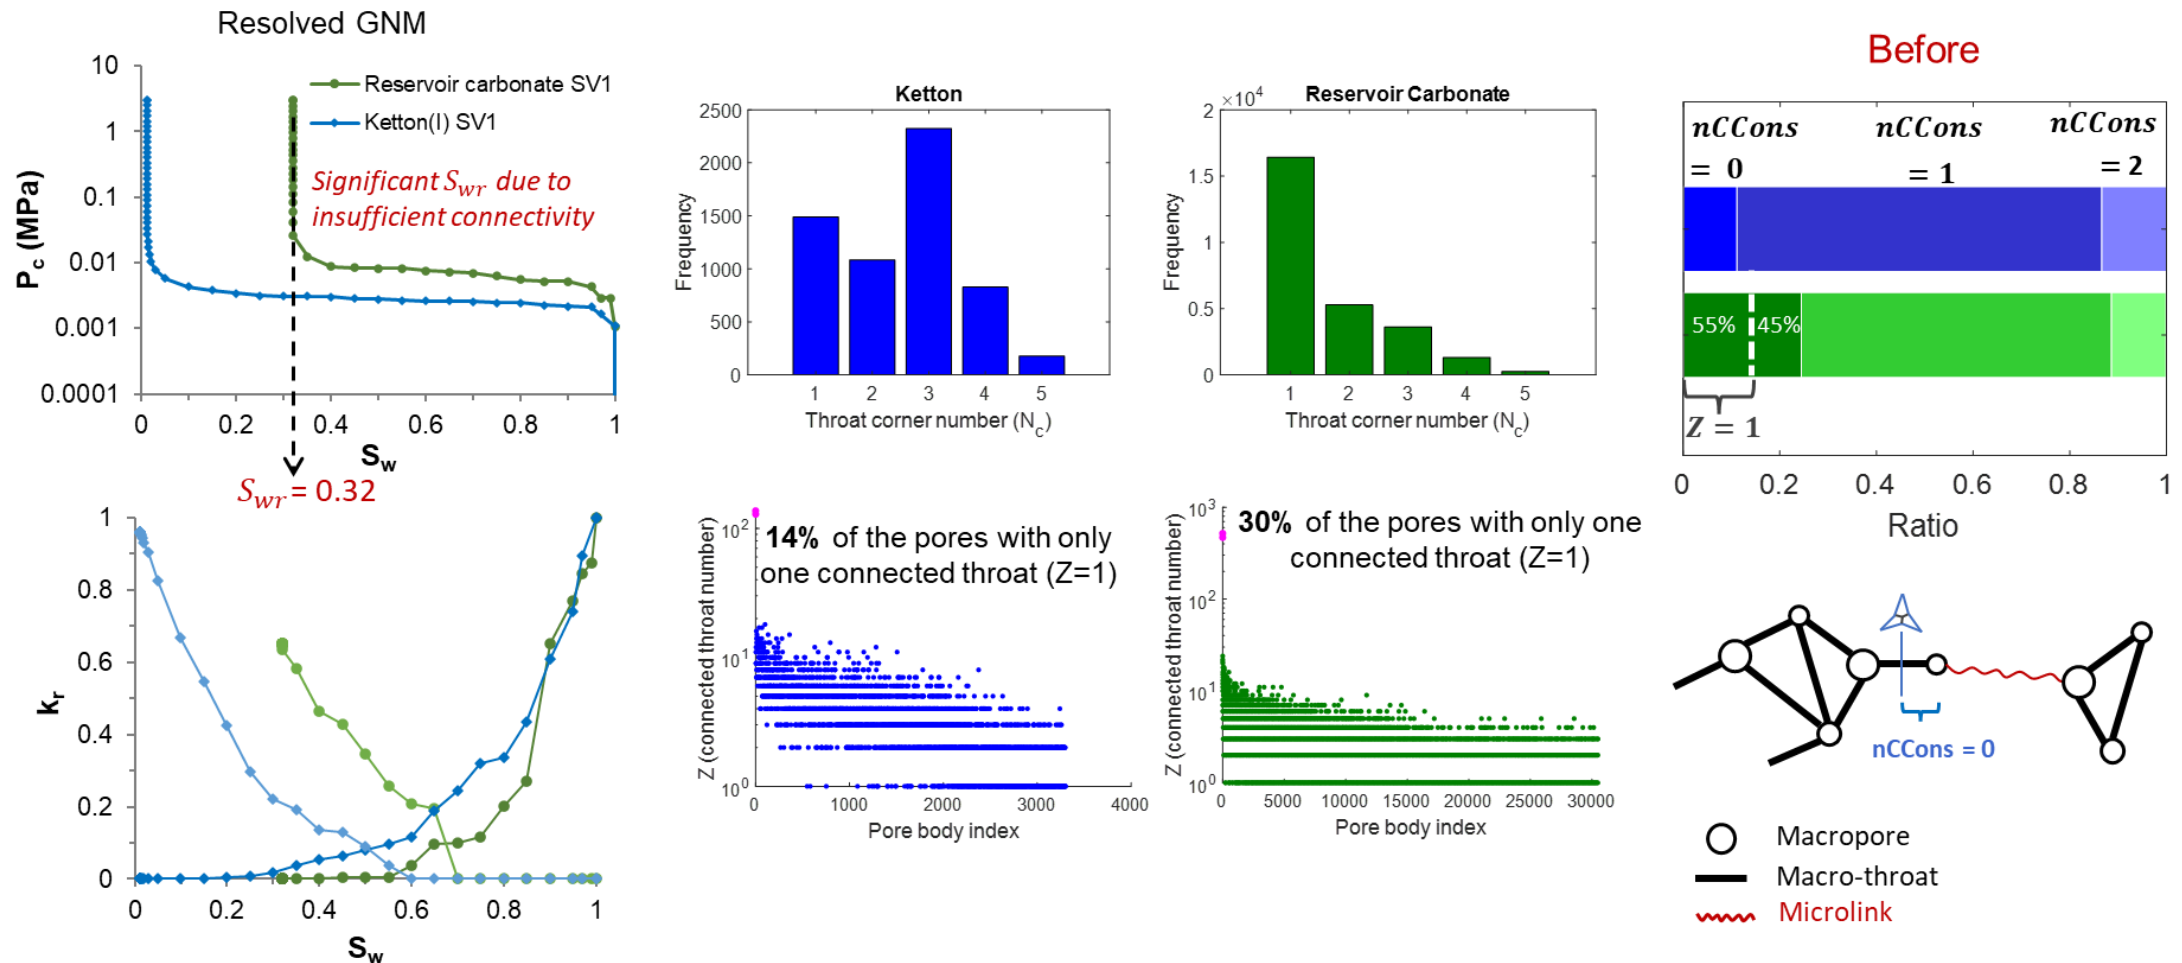 Resolved GNM
10
1
0.1
0.01
0.001
0.0001
P_c (MPa)
Reservoir carbonate SV1
Ketton(I) SV1
Significant S_wr due to
insufficient connectivity
0 0.2 0.4 0.6 0.8 1
S_w
S_wr = 0.32
1
0.8
0.6
0.4
0.2
0
k_r
0 0.2 0.4 0.6 0.8 1
S_w
Ketton
2500
2000
1500
1000
500
0
Frequency
1 2 3 4 5
Throat corner number (N_c)
Reservoir Carbonate
×10^4
2
1.5
1
0.5
0
Frequency
1 2 3 4 5
Throat corner number (N_c)
14% of the pores with only
one connected throat (Z=1)
10^2
10^1
10^0
Z (connected throat number)
0 1000 2000 3000 4000
Pore body index
30% of the pores with only one
connected throat (Z=1)
10^3
10^2
10^1
10^0
Z (connected throat number)
0 5000 10000 15000 20000 25000 30000
Pore body index
Before
nCCons
= 0
nCCons
= 1
nCCons
= 2
55% 45%
Z = 1
0 0.2 0.4 0.6 0.8 1
Ratio
nCCons = 0
Macropore
Macro-throat
Microlink